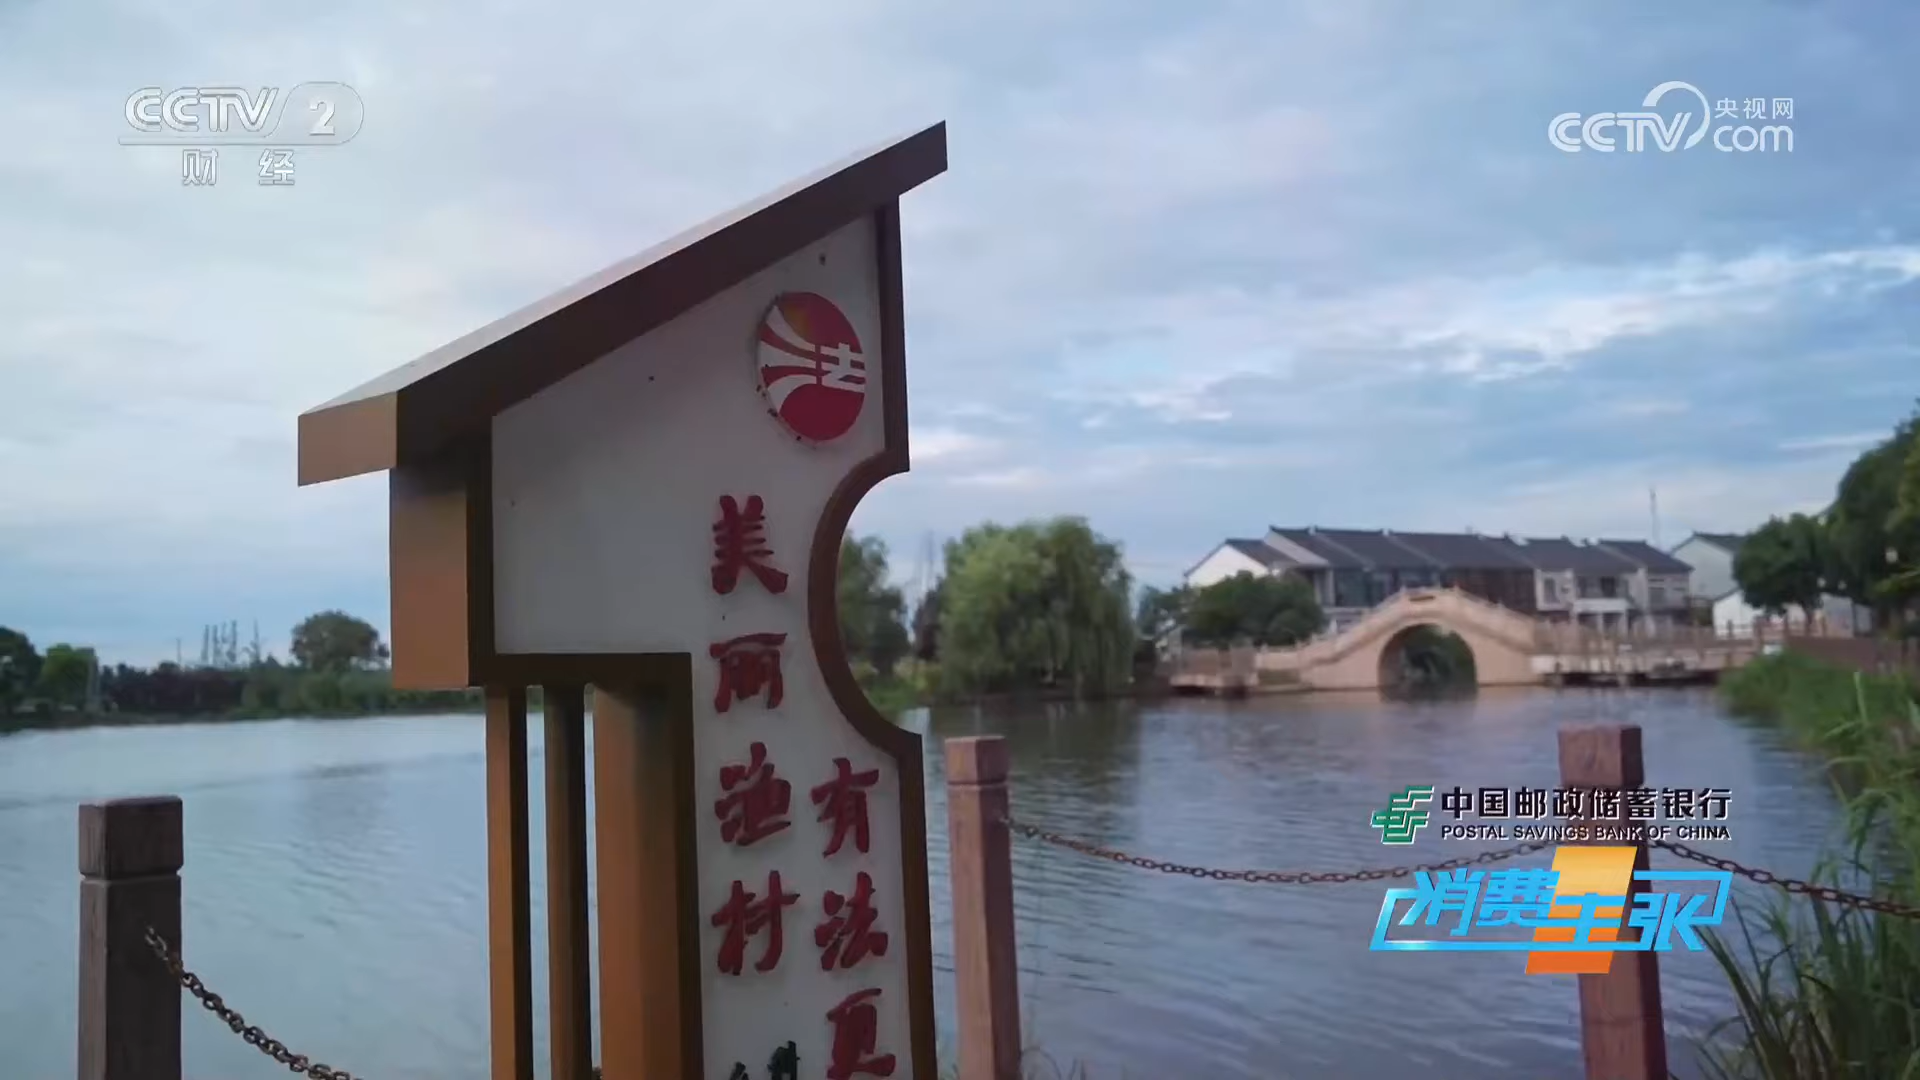 CCTV 2
财 经
央视网
CCTV.com
法
美丽渔村
有法更
中国邮政储蓄银行
POSTAL SAVINGS BANK OF CHINA
消费主张